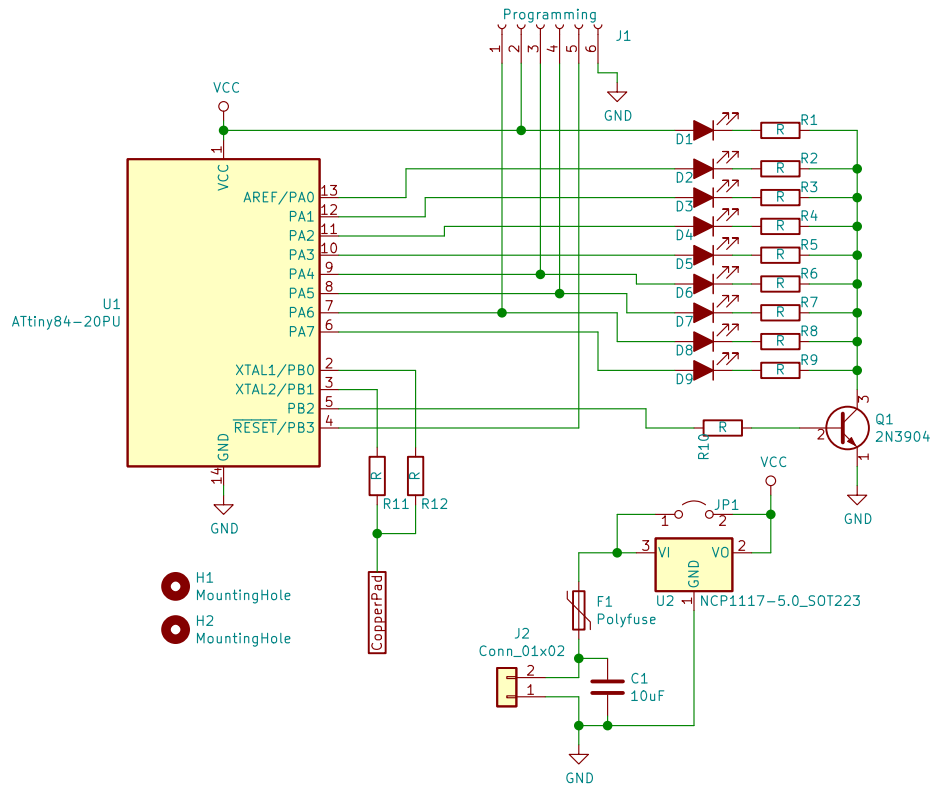 Programming
J1
1
2
3
4
5
6
GND
VCC
1
VCC
U1
ATtiny84-20PU
AREF/PA0
13
PA1
12
PA2
11
PA3
10
PA4
9
PA5
8
PA6
7
PA7
6
XTAL1/PB0
2
XTAL2/PB1
3
PB2
5
RESET/PB3
4
GND
14
GND
D1
R
R1
D2
R
R2
D3
R
R3
D4
R
R4
D5
R
R5
D6
R
R6
D7
R
R7
D8
R
R8
D9
R
R9
R
R10
3
2
1
Q1
2N3904
GND
R
R11
R
R12
CopperPad
H1
MountingHole
H2
MountingHole
VCC
JP1
1
2
3
VI
VO
2
GND
1
U2
NCP1117-5.0_SOT223
F1
Polyfuse
J2
Conn_01x02
2
1
C1
10uF
GND